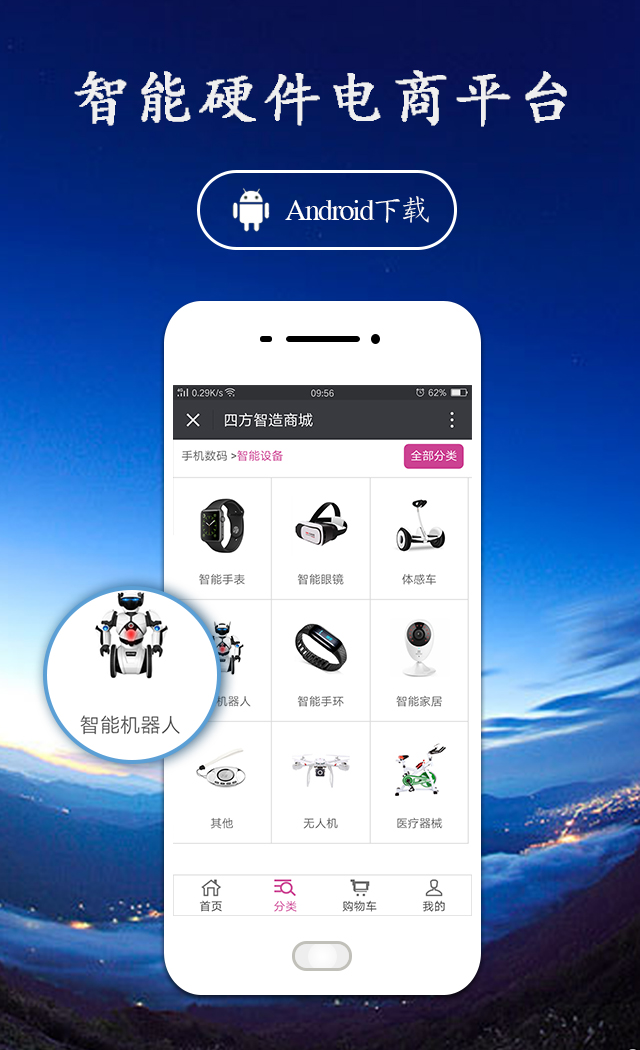 智能硬件电商平台
Android下载
0.29K/s 09:56 62%
四方智造商城
手机数码 >智能设备 全部分类
智能手表 智能眼镜 体感车
机器人 智能手环 智能家居
智能机器人
其他 无人机 医疗器械
首页 分类 购物车 我的